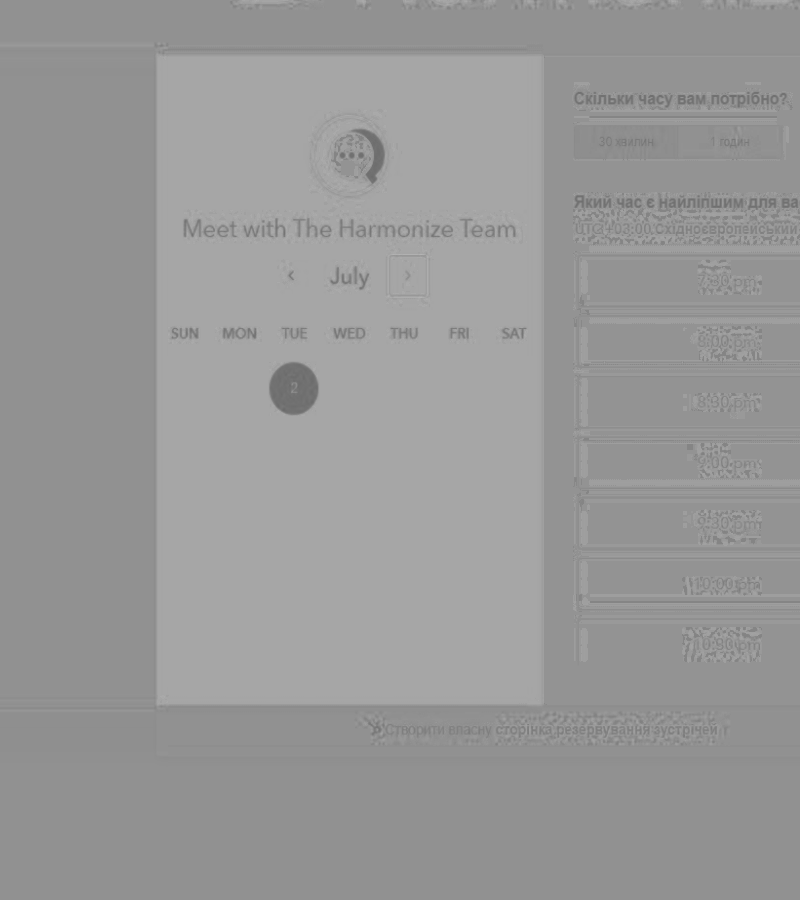 Meet with The Harmonize Team
‹ July ›
SUN MON TUE WED THU FRI SAT
2
Скільки часу вам потрібно?
30 хвилин 1 годин
Який час є найліпшим для ва
UTC+03:00 Східноєвропейський
7:30 pm
8:00 pm
8:30 pm
9:00 pm
9:30 pm
10:00 pm
10:30 pm
Створити власну сторінка резервування зустрічей